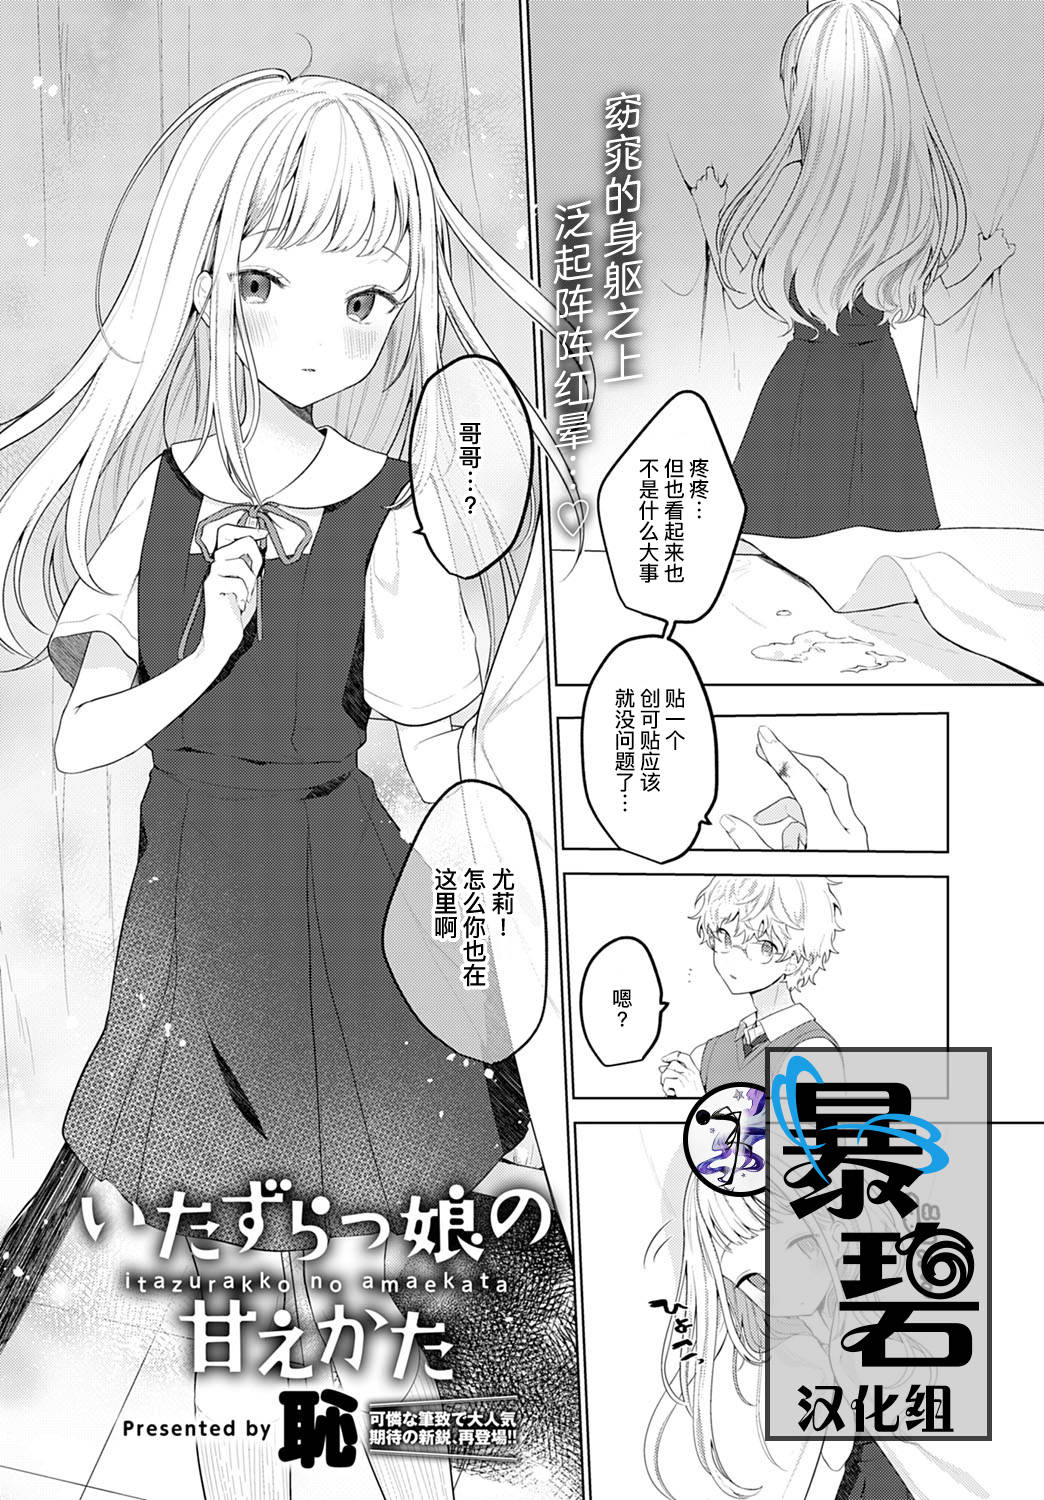 窈窕的身躯之上
泛起阵阵红晕…♡
疼疼…
但也看起来也
不是什么大事
贴一个
创可贴应该
就没问题了…
嗯？
ひょこ
哥哥…？
尤莉！
怎么你也在
这里啊
いたずらっ娘の
itazurakko no amaekata
甘えかた
Presented by 恥
可憐な筆致で大人気
期待の新鋭、再登場!!
暴碧
汉化组